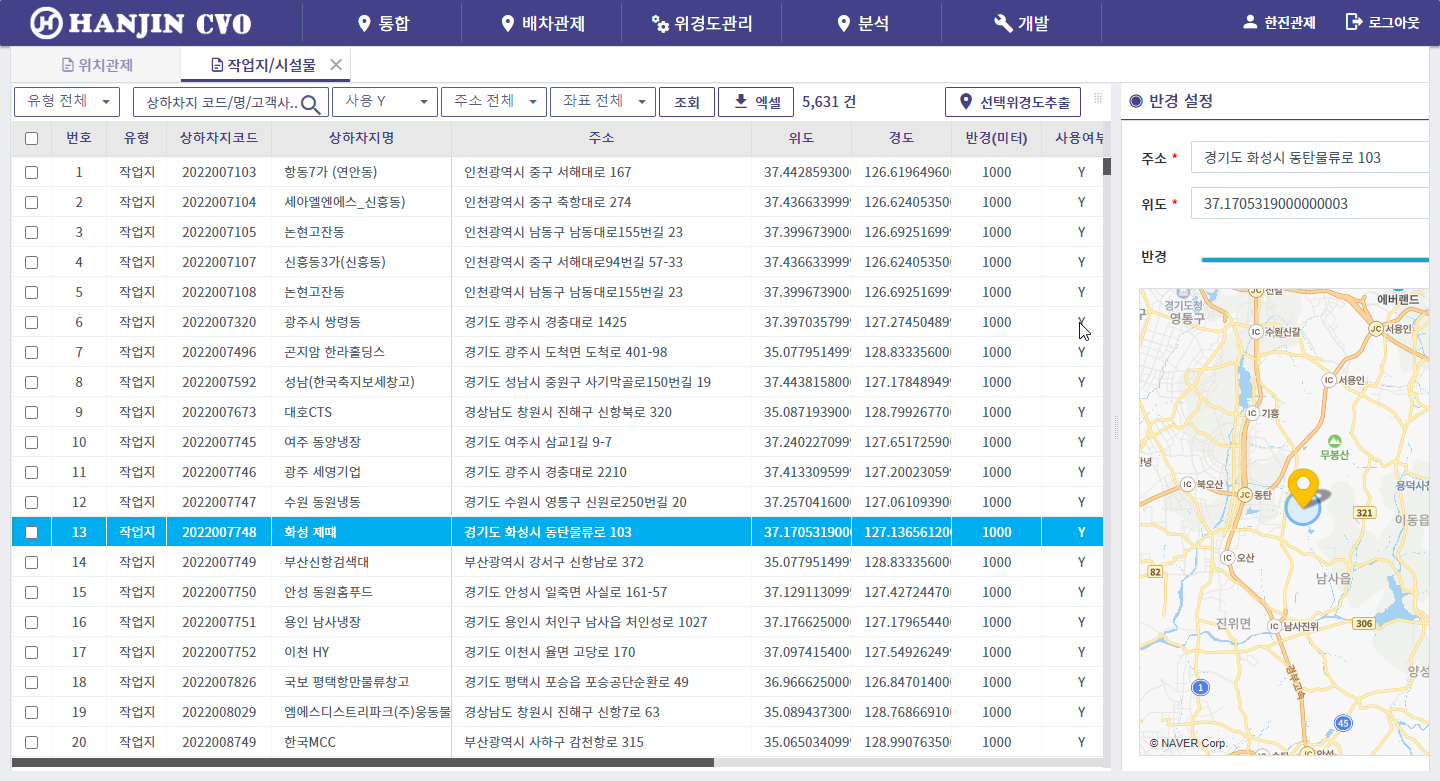 HANJIN CVO 통합 배차관제 위경도관리 분석 개발 한진관제 로그아웃
위치관제 작업지/시설물
유형 전체 상하차지 코드/명/고객사.. 사용 Y 주소 전체 좌표 전체 조회 엑셀 5,631 건 선택위경도추출
번호 유형 상하차지코드 상하차지명 주소 위도 경도 반경(미터) 사용여부
1 작업지 2022007103 항동7가 (연안동) 인천광역시 중구 서해대로 167 37.442859300 126.619649600 1000 Y
2 작업지 2022007104 세아엘엔에스_신흥동) 인천광역시 중구 축항대로 274 37.436633999 126.624053500 1000 Y
3 작업지 2022007105 논현고잔동 인천광역시 남동구 남동대로155번길 23 37.399673900 126.692516999 1000 Y
4 작업지 2022007107 신흥동3가(신흥동) 인천광역시 중구 서해대로94번길 57-33 37.436633999 126.624053500 1000 Y
5 작업지 2022007108 논현고잔동 인천광역시 남동구 남동대로155번길 23 37.399673900 126.692516999 1000 Y
6 작업지 2022007320 광주시 쌍령동 경기도 광주시 경충대로 1425 37.397035799 127.274504899 1000 Y
7 작업지 2022007496 곤지암 한라홀딩스 경기도 광주시 도척면 도척로 401-98 35.077951499 128.833356000 1000 Y
8 작업지 2022007592 성남(한국축지보세창고) 경기도 성남시 중원구 사기막골로150번길 19 37.443815800 127.178489499 1000 Y
9 작업지 2022007673 대호CTS 경상남도 창원시 진해구 신항북로 320 35.087193900 128.799267700 1000 Y
10 작업지 2022007745 여주 동양냉장 경기도 여주시 삼교1길 9-7 37.240227099 127.651725900 1000 Y
11 작업지 2022007746 광주 세영기업 경기도 광주시 경충대로 2210 37.413309599 127.200230599 1000 Y
12 작업지 2022007747 수원 동원냉동 경기도 수원시 영통구 신원로250번길 20 37.257041600 127.061093900 1000 Y
13 작업지 2022007748 화성 제때 경기도 화성시 동탄물류로 103 37.170531900 127.136561200 1000 Y
14 작업지 2022007749 부산신항검색대 부산광역시 강서구 신항남로 372 35.077951499 128.833356000 1000 Y
15 작업지 2022007750 안성 동원홈푸드 경기도 안성시 일죽면 사실로 161-57 37.129113099 127.427244700 1000 Y
16 작업지 2022007751 용인 남사냉장 경기도 용인시 처인구 남사읍 처인성로 1027 37.176625000 127.179654400 1000 Y
17 작업지 2022007752 이천 HY 경기도 이천시 율면 고당로 170 37.097415400 127.549262499 1000 Y
18 작업지 2022007826 국보 평택항만물류창고 경기도 평택시 포승읍 포승공단순환로 49 36.966625000 126.847014000 1000 Y
19 작업지 2022008029 엠에스디스트리파크(주)웅동물 경상남도 창원시 진해구 신항7로 63 35.089437300 128.768669100 1000 Y
20 작업지 2022008749 한국MCC 부산광역시 사하구 감천항로 315 35.065034099 128.990763500 1000 Y
반경 설정
주소 * 경기도 화성시 동탄물류로 103
위도 * 37.1705319000000003
반경
JC 신갈
경기도청 에버랜드
영통구
IC 수원신갈 JC 서용인
IC 서용인
IC 기흥
무봉산
IC 북오산 JC 동탄
321
이동읍
IC 오산
82
남사읍
진위면 IC 남사진위 306
경부고속
1
45
JC 안성
© NAVER Corp.